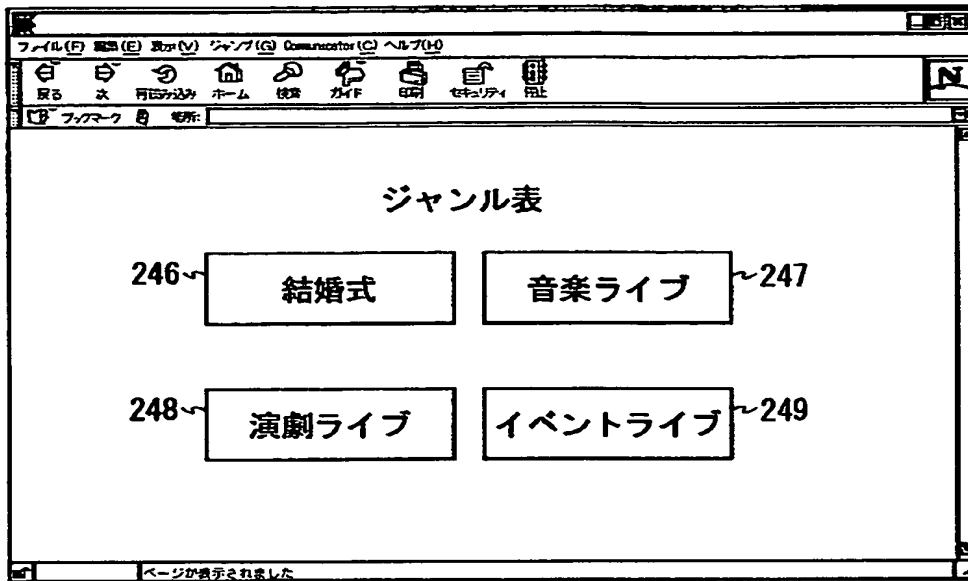 ファイル(F) 編集(E) 表示(V) ジャンプ(G) Communicator(C) ヘルプ(H)
戻る 次 再読み込み ホーム 検索 ガイド 印刷 セキュリティ 停止
N
ブックマーク 場所:
ジャンル表
246 結婚式 音楽ライブ 247
248 演劇ライブ イベントライブ 249
ページが表示されました